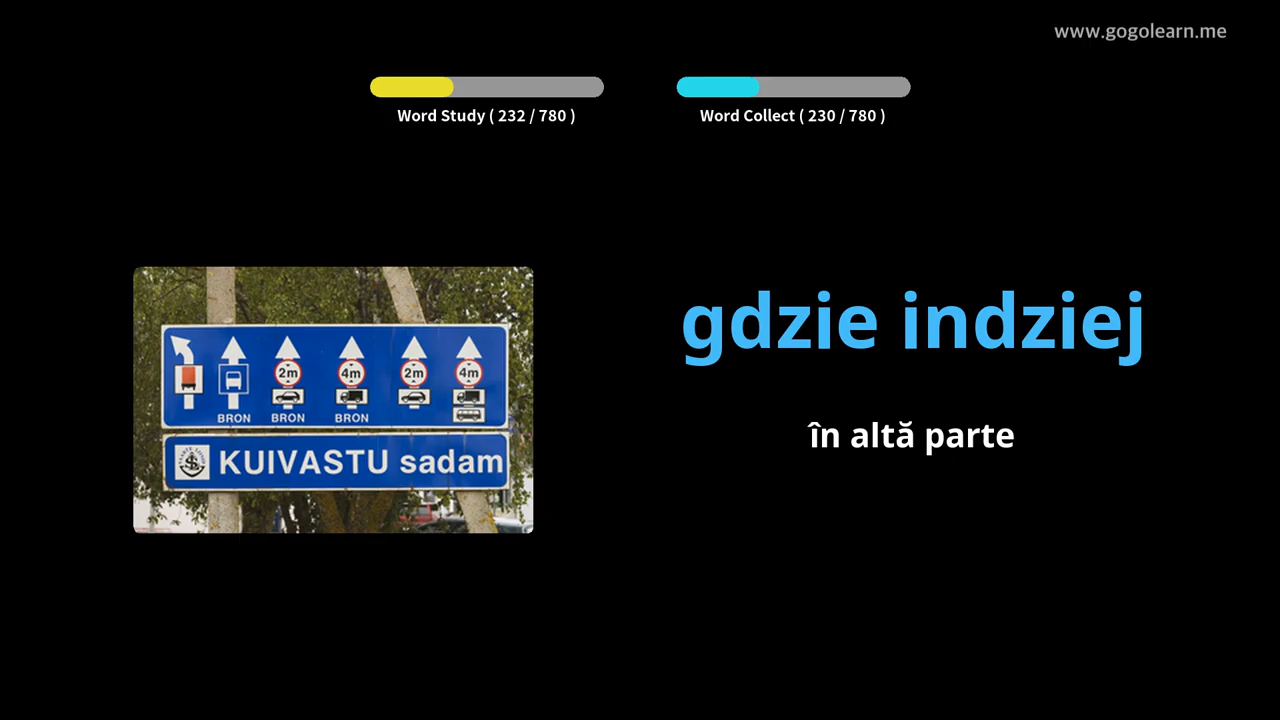 www.gogolearn.me
Word Study ( 232 / 780 )
Word Collect ( 230 / 780 )
2m 4m 2m 4m
BRON BRON BRON
KUIVASTU sadam
gdzie indziej
în altă parte